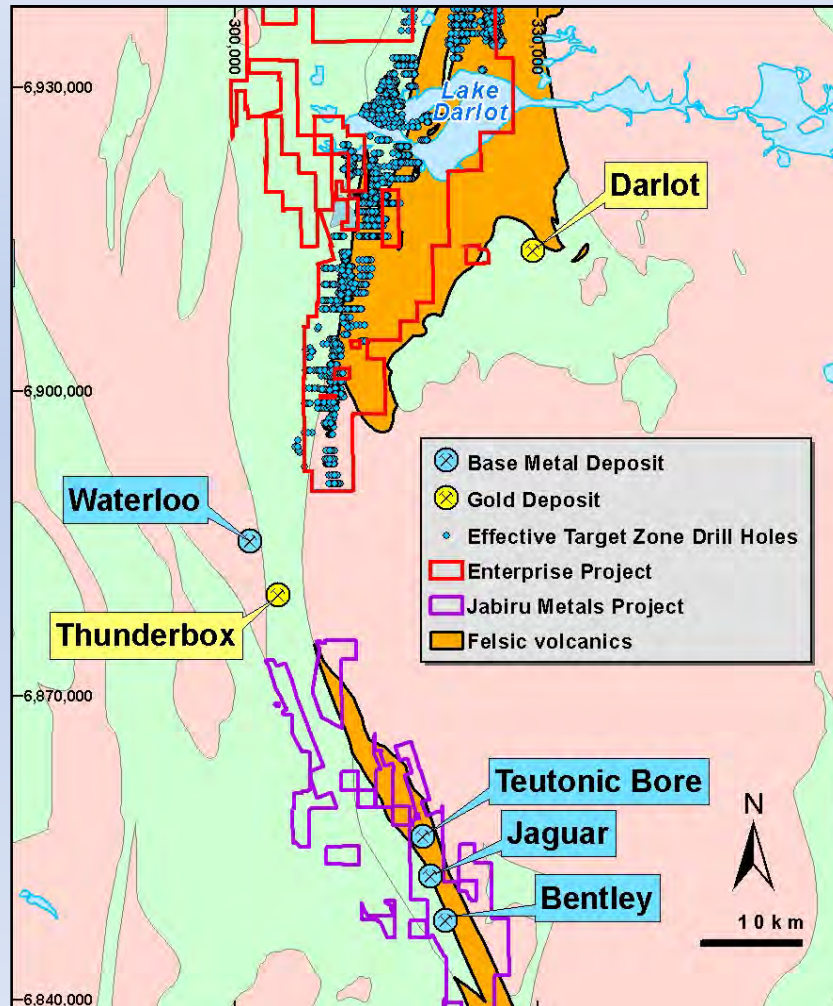 300,000
330,000
6,930,000
Lake
Darlot
Darlot
6,900,000
Base Metal Deposit
Gold Deposit
Effective Target Zone Drill Holes
Enterprise Project
Jabiru Metals Project
Felsic volcanics
Waterloo
Thunderbox
6,870,000
Teutonic Bore
Jaguar
Bentley
N
10 km
6,840,000